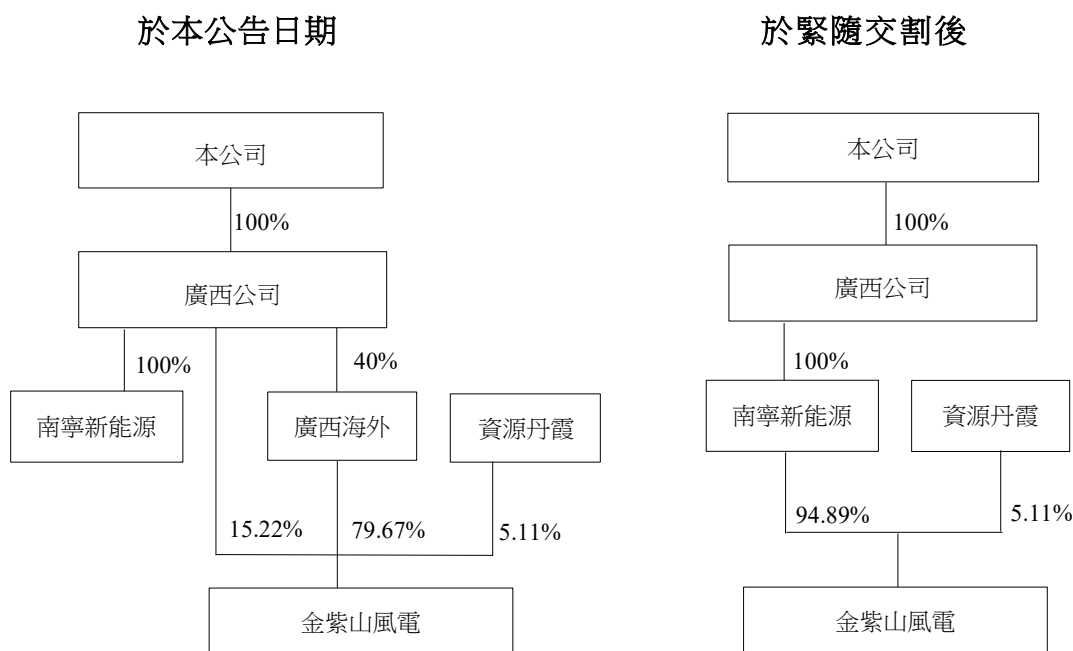 於本公告日期
本公司
100%
廣西公司
100%
40%
南寧新能源
廣西海外
資源丹霞
15.22%
79.67%
5.11%
金紫山風電
於緊隨交割後
本公司
100%
廣西公司
100%
南寧新能源
資源丹霞
94.89%
5.11%
金紫山風電